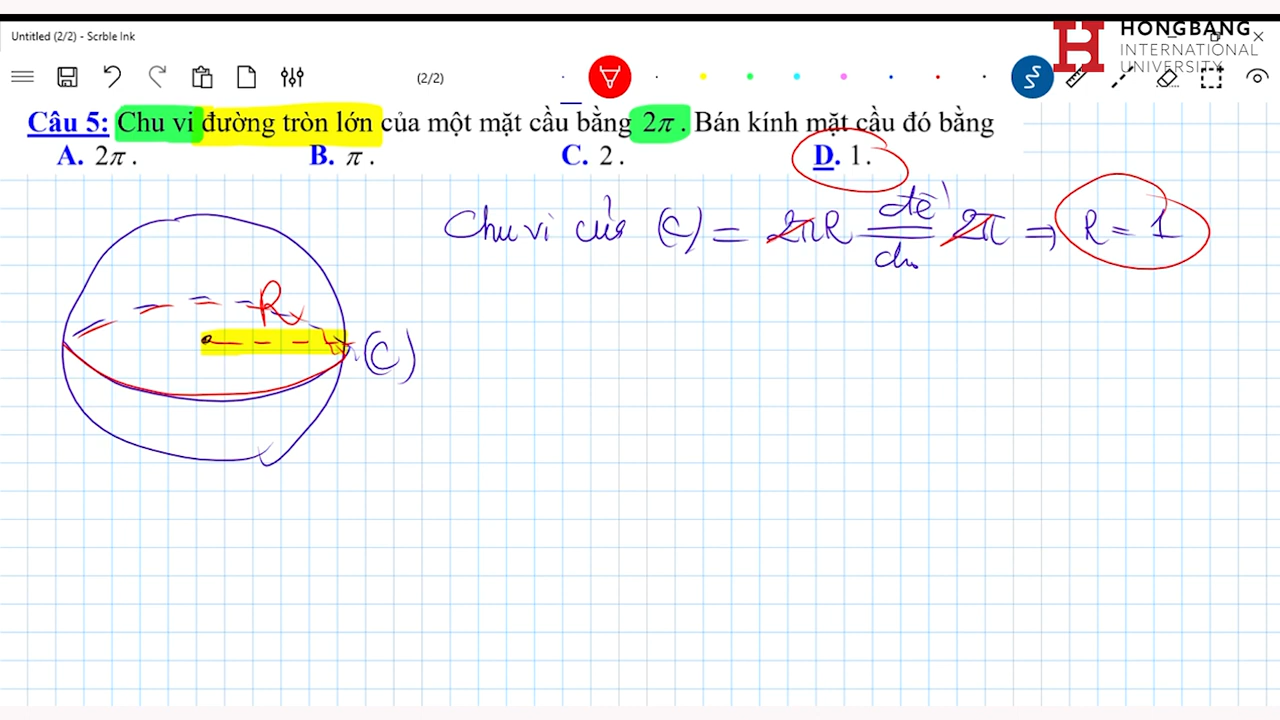 HONGBANG
INTERNATIONAL
UNIVERSITY
Untitled (2/2) - Scrble Ink
(2/2)
Câu 5: Chu vi đường tròn lớn của một mặt cầu bằng 2π. Bán kính mặt cầu đó bằng
A. 2π. B. π. C. 2. D. 1.
Chu vi của (C) = 2πR đề 2π ⇒ R = 1
R
(C)